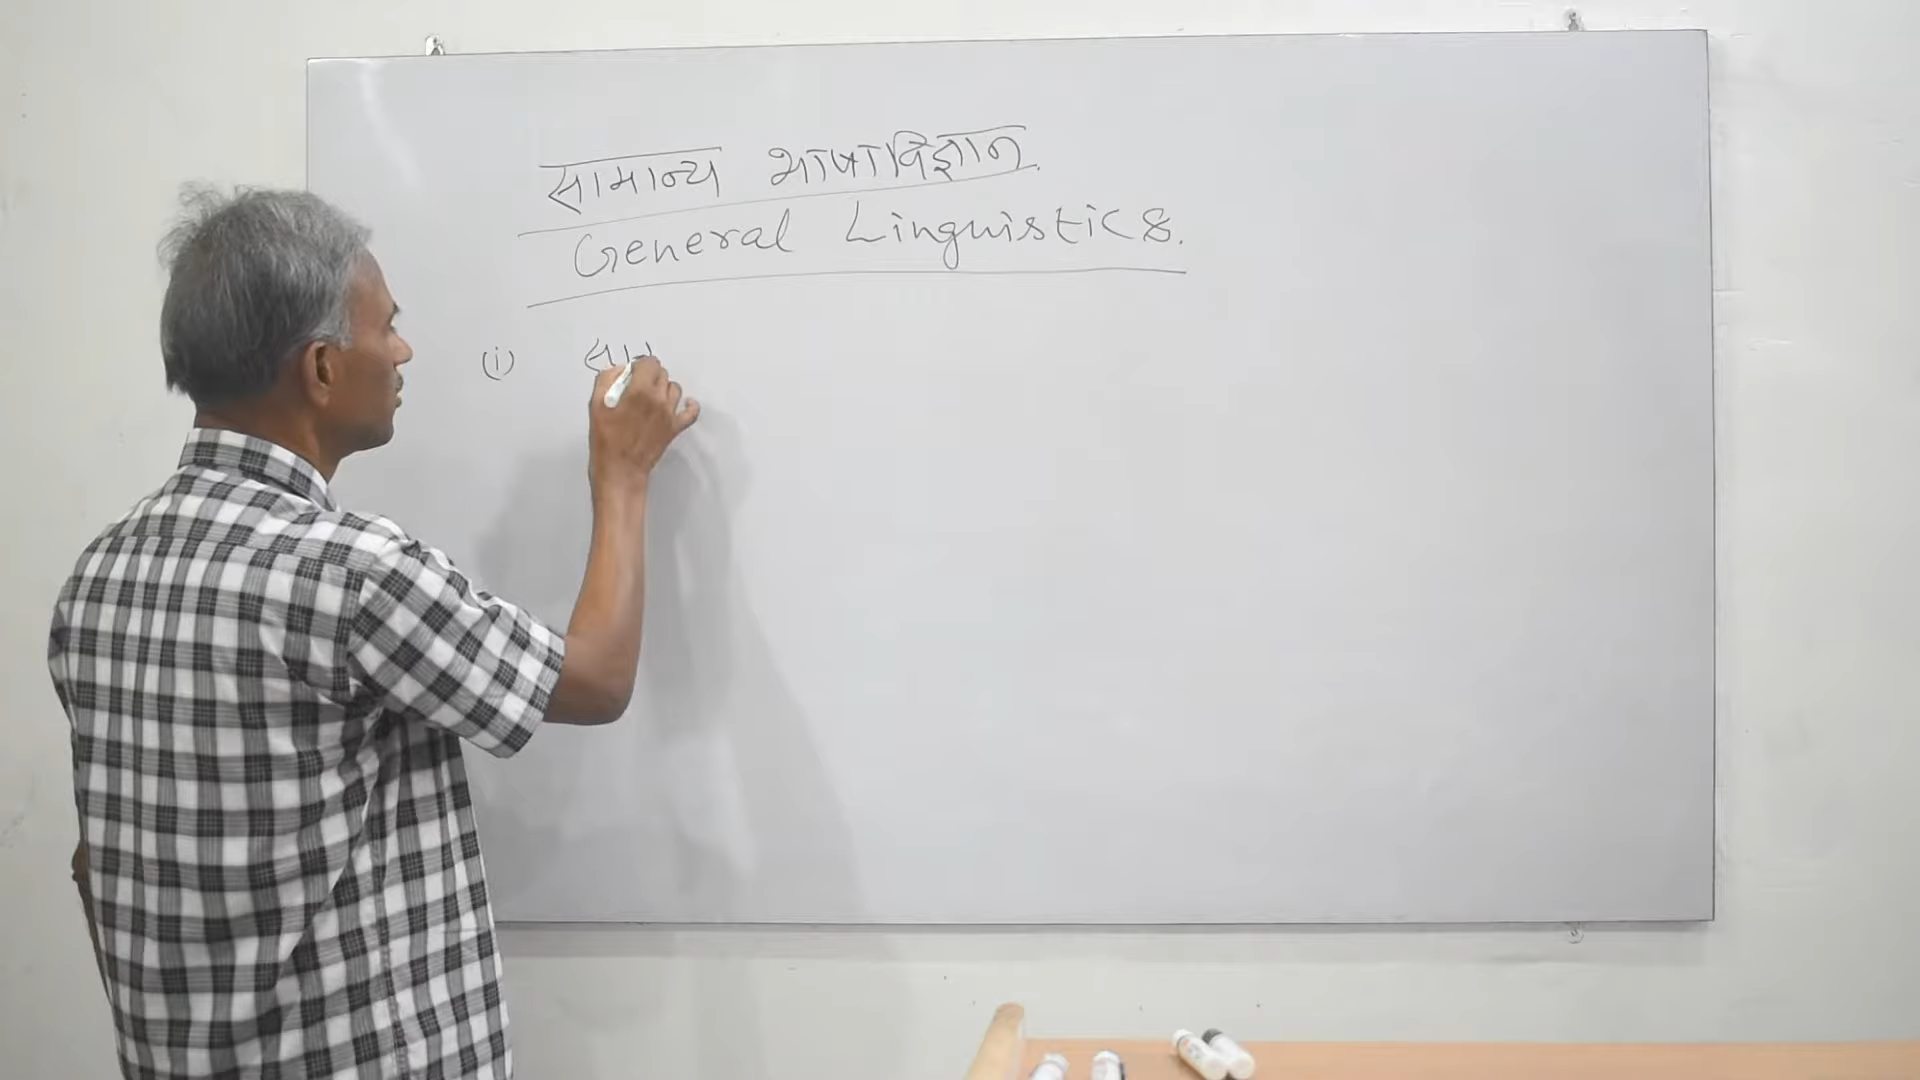 सामान्य भाषाविज्ञान.
General Linguistics.
(i)